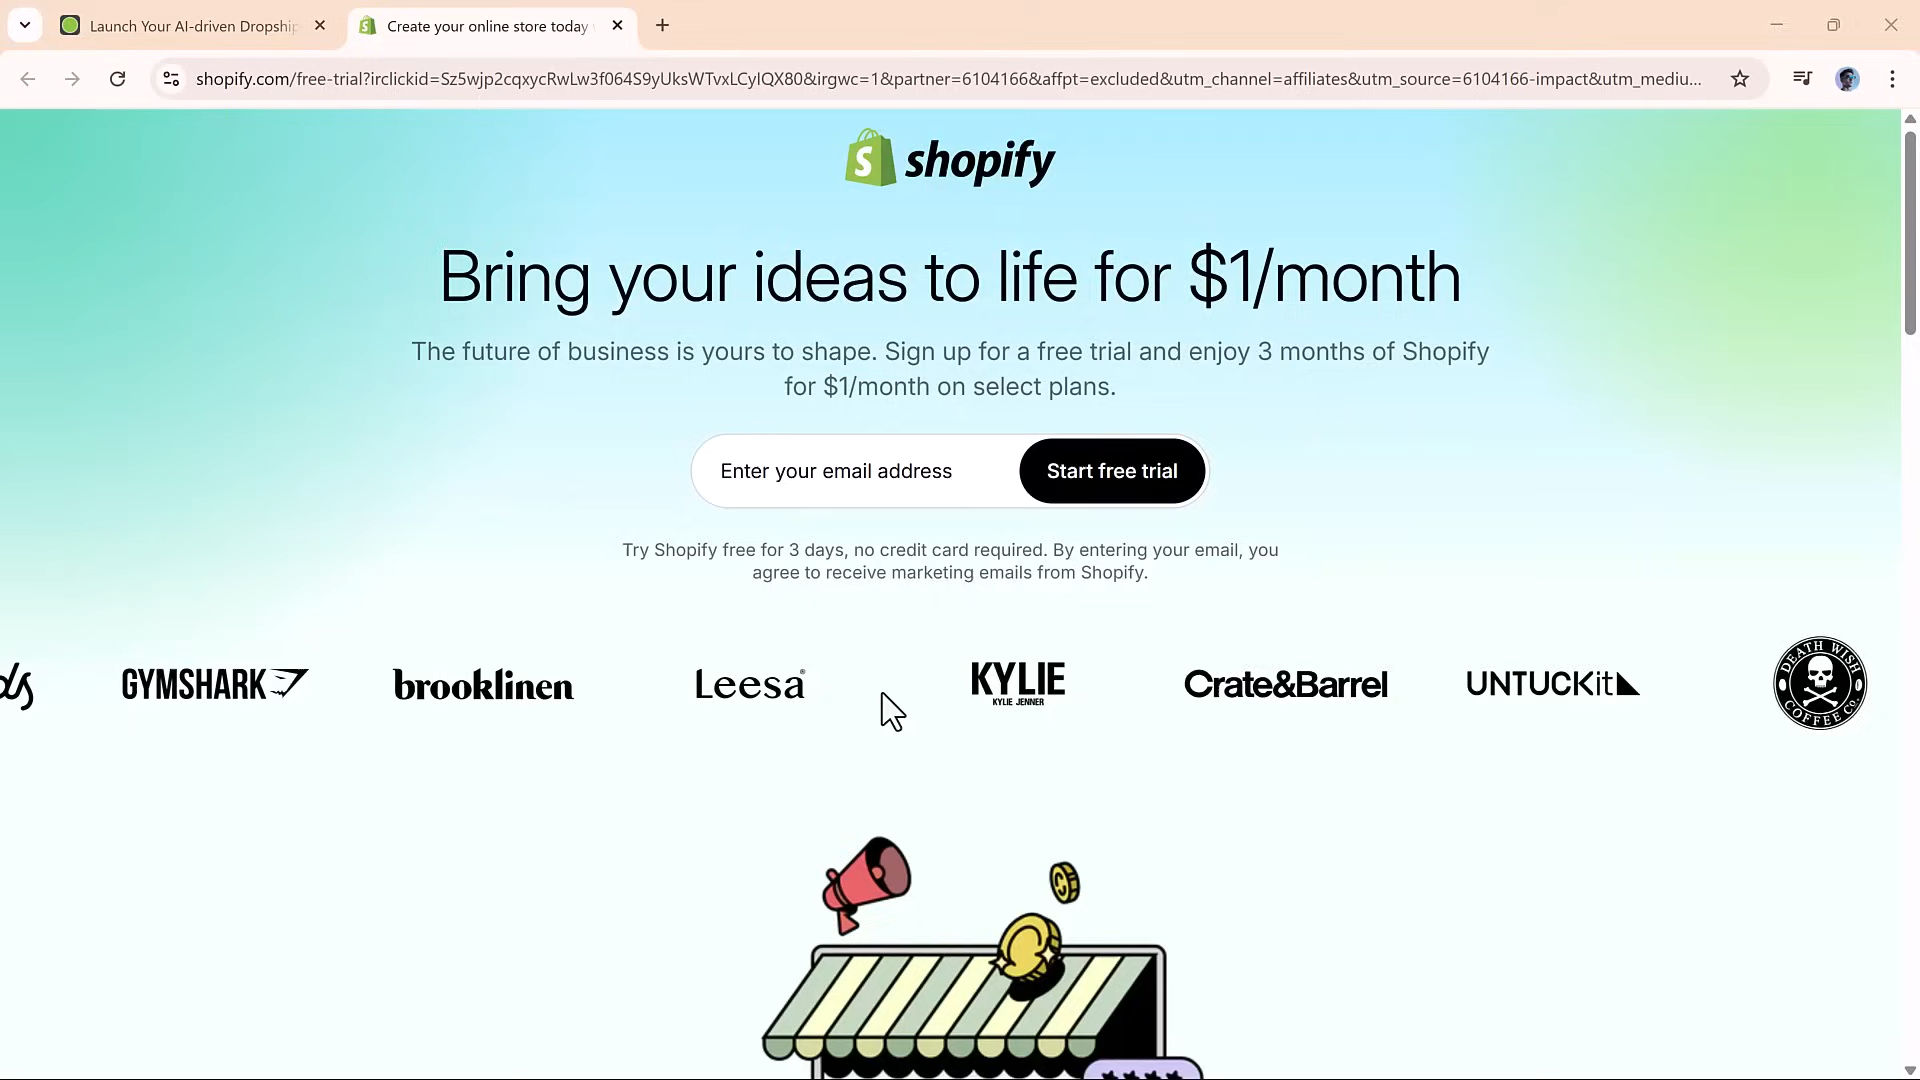 Launch Your AI-driven Dropship
Create your online store today
shopify.com/free-trial?irclickid=Sz5wjp2cqxycRwLw3f064S9yUksWTvxLCyIQX80&irgwc=1&partner=6104166&affpt=excluded&utm_channel=affiliates&utm_source=6104166-impact&utm_mediu...
shopify
Bring your ideas to life for $1/month
The future of business is yours to shape. Sign up for a free trial and enjoy 3 months of Shopify
for $1/month on select plans.
Enter your email address
Start free trial
Try Shopify free for 3 days, no credit card required. By entering your email, you
agree to receive marketing emails from Shopify.
ds
GYMSHARK
brooklinen
Leesa®
KYLIE
KYLIE JENNER
Crate&Barrel
UNTUCKit
DEATH WISH
COFFEE CO.